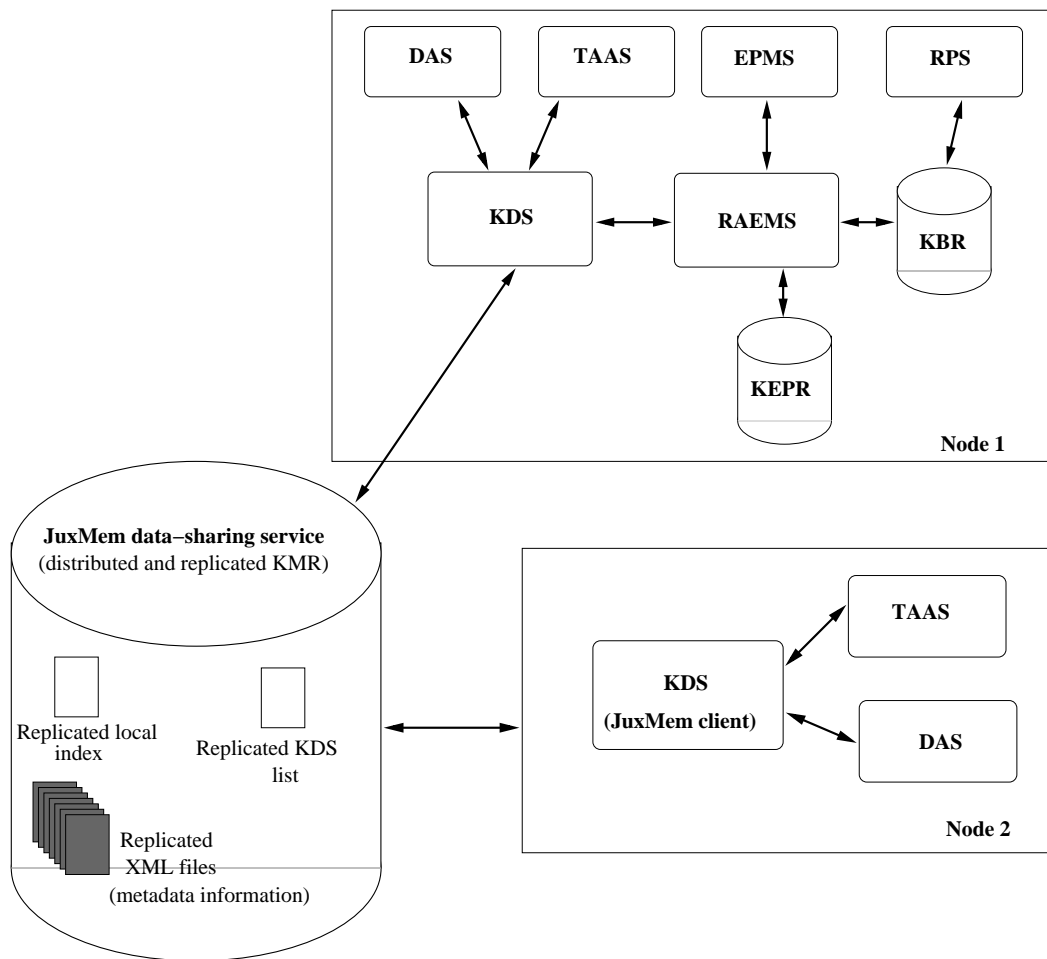 DAS
TAAS
EPMS
RPS
KDS
RAEMS
KBR
KEPR
Node 1
JuxMem data−sharing service
(distributed and replicated KMR)
Replicated local
index
Replicated KDS
list
Replicated
XML files
(metadata information)
TAAS
KDS
(JuxMem client)
DAS
Node 2